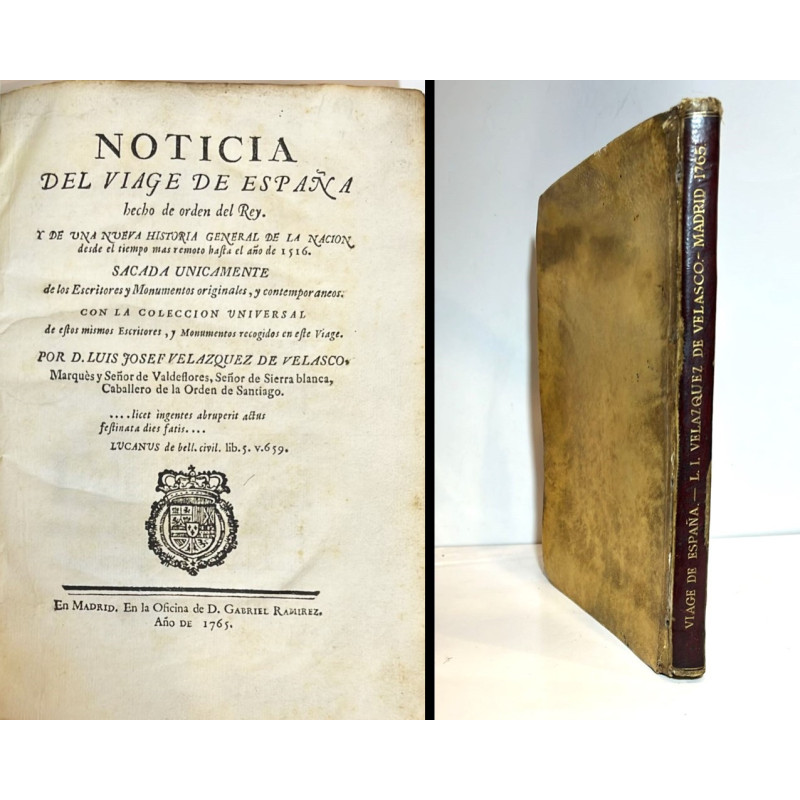 NOTICIA
DEL VIAGE DE ESPAÑA
hecho de orden del Rey.
Y DE UNA NUEVA HISTORIA GENERAL DE LA NACION
desde el tiempo mas remoto hasta el año de 1516.
SACADA UNICAMENTE
de los Escritores y Monumentos originales, y contemporaneos.
CON LA COLECCION UNIVERSAL
de estos mismos Escritores, y Monumentos recogidos en este Viage.
POR D. LUIS JOSEF VELAZQUEZ DE VELASCO,
Marquès y Señor de Valdeflores, Señor de Sierra blanca,
Caballero de la Orden de Santiago.
....licet ingentes abruperit actus
festinata dies fatis....
LUCANUS de bell. civil. lib. 5. v. 659.
En MADRID. En la Oficina de D. GABRIEL RAMIREZ.
Año DE 1765.
VIAGE DE ESPAÑA.— L. I. VELAZQUEZ DE VELASCO.— MADRID 1765.